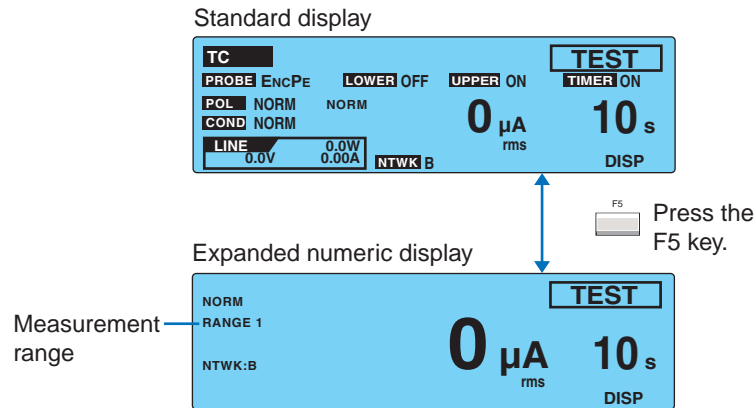 Standard display
TC
TEST
PROBE ENCPE LOWER OFF UPPER ON TIMER ON
POL NORM NORM
COND NORM
0 µA rms
10 s
LINE 0.0W
0.0V 0.00A
NTWK B
DISP
F5
Press the
F5 key.
Expanded numeric display
NORM
TEST
Measurement
range
RANGE 1
0 µA rms
10 s
NTWK:B
DISP